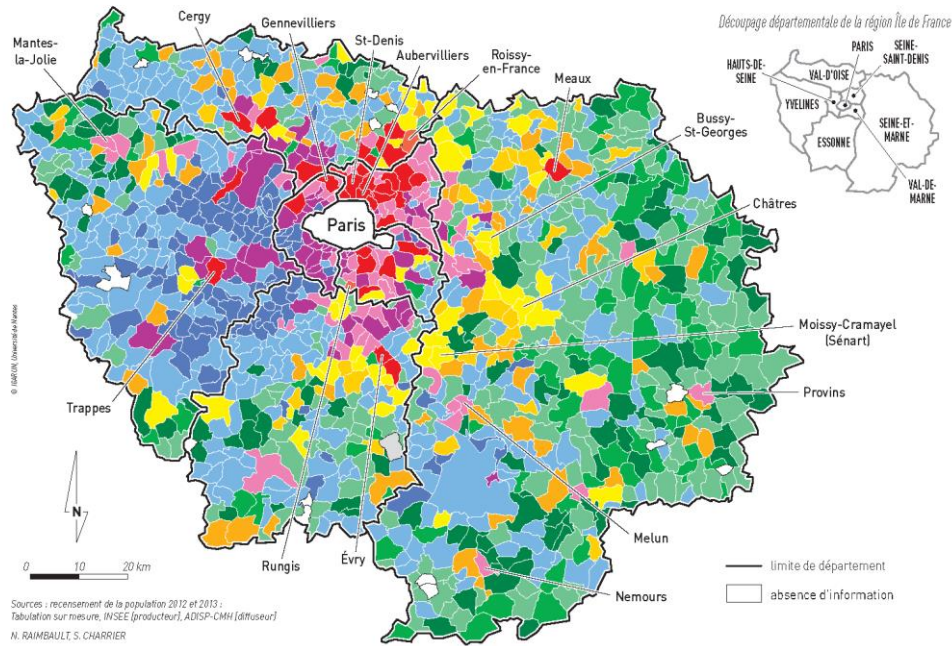 Découpage départementale de la région Île de France
PARIS
SEINE-
SAINT-DENIS
HAUTS-DE-
SEINE
VAL-D'OISE
YVELINES
SEINE-ET-
MARNE
ESSONNE
VAL-DE-
MARNE
Cergy
Gennevilliers
St-Denis
Aubervilliers
Roissy-
en-France
Mantes-
la-Jolie
Meaux
Bussy-
St-Georges
Châtres
Paris
Moissy-Cramayel
(Sénart)
Provins
Trappes
Melun
Rungis
Évry
Nemours
N
0
10
20 km
limite de département
absence d'information
Sources : recensement de la population 2012 et 2013 :
Tabulation sur mesure, INSEE [producteur], ADISP-CMH [diffuseur]
N. RAIMBAULT, S. CHARRIER